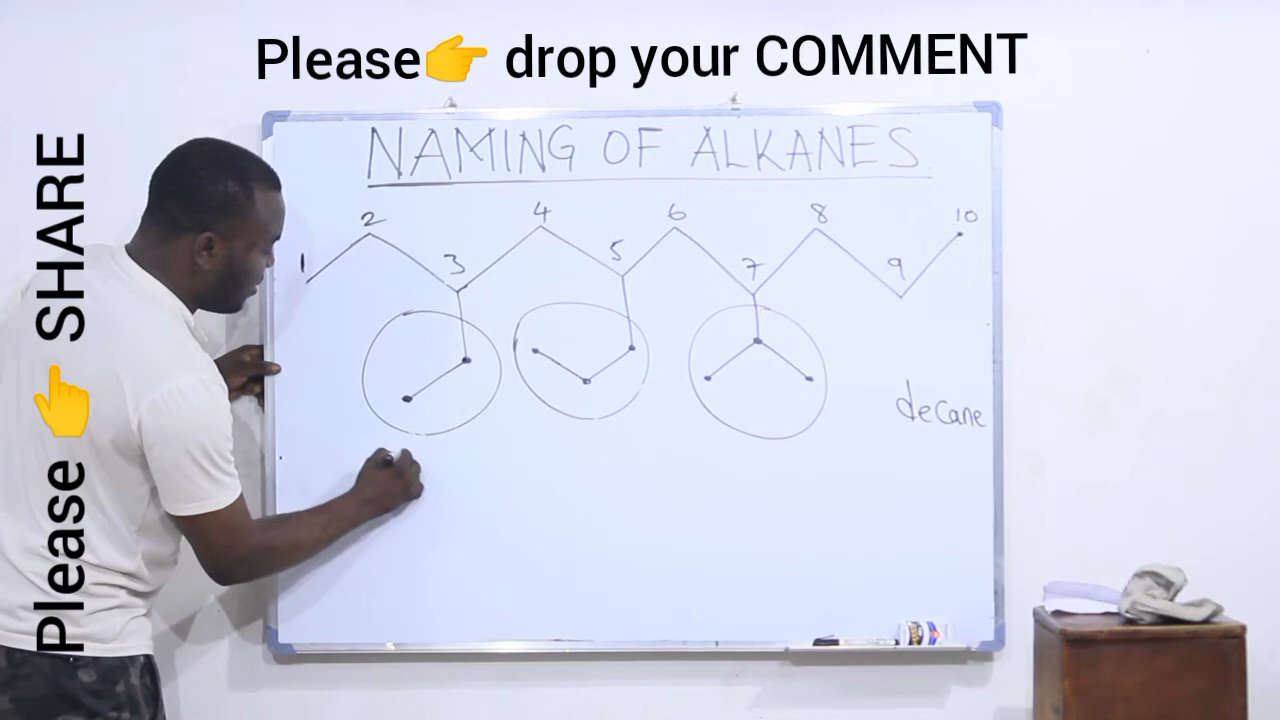 Please👉 drop your COMMENT
Please 👉 SHARE
NAMING OF ALKANES
1 2 3 4 5 6 7 8 9 10
decane